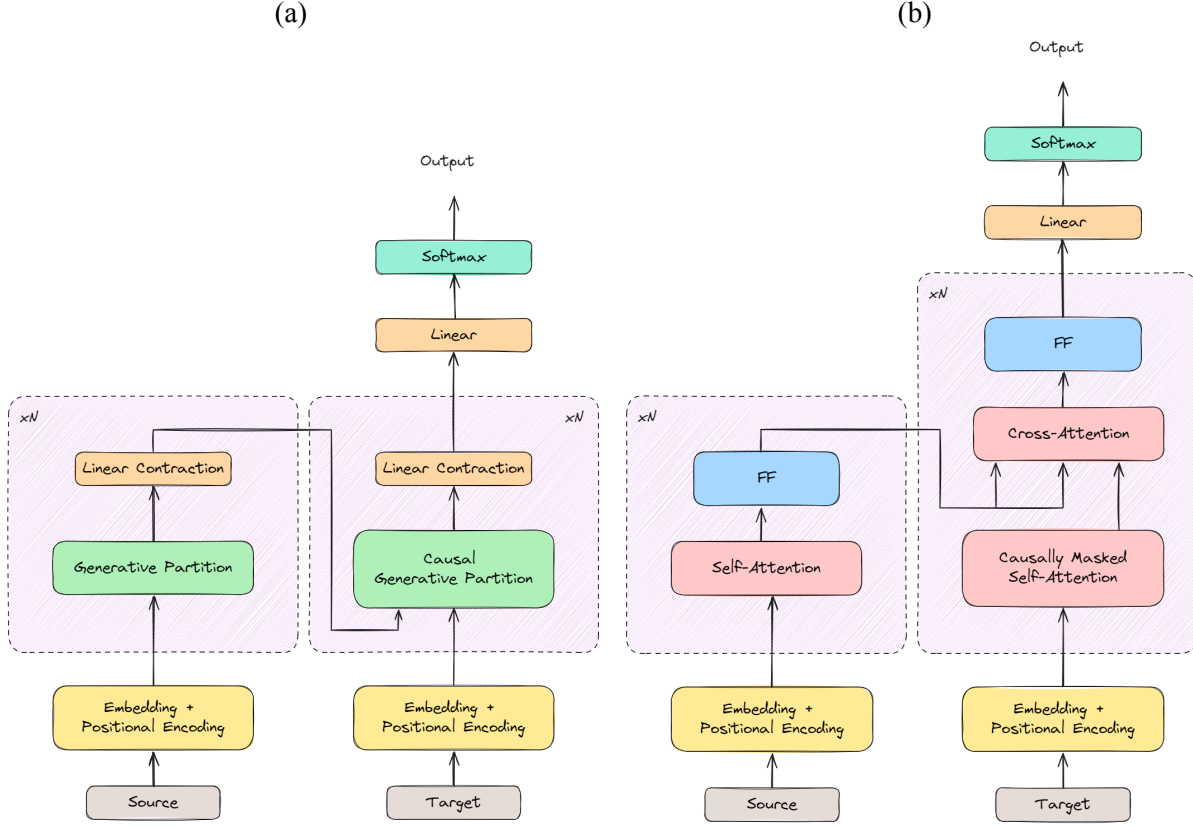 (a)
Output
Softmax
Linear
xN
xN
Linear Contraction
Linear Contraction
Generative Partition
Causal
Generative Partition
Embedding +
Positional Encoding
Embedding +
Positional Encoding
Source
Target
(b)
Output
Softmax
Linear
xN
FF
xN
Cross-Attention
FF
Self-Attention
Causally Masked
Self-Attention
Embedding +
Positional Encoding
Embedding +
Positional Encoding
Source
Target